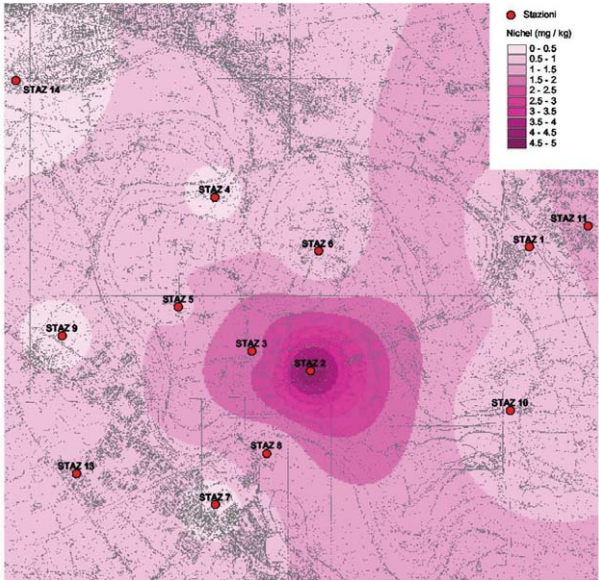 Stazioni
Nichel (mg / kg)
0 - 0.5
0.5 - 1
1 - 1.5
1.5 - 2
2 - 2.5
2.5 - 3
3 - 3.5
3.5 - 4
4 - 4.5
4.5 - 5
STAZ 14
STAZ 4
STAZ 11
STAZ 1
STAZ 6
STAZ 5
STAZ 9
STAZ 3
STAZ 2
STAZ 10
STAZ 8
STAZ 13
STAZ 7